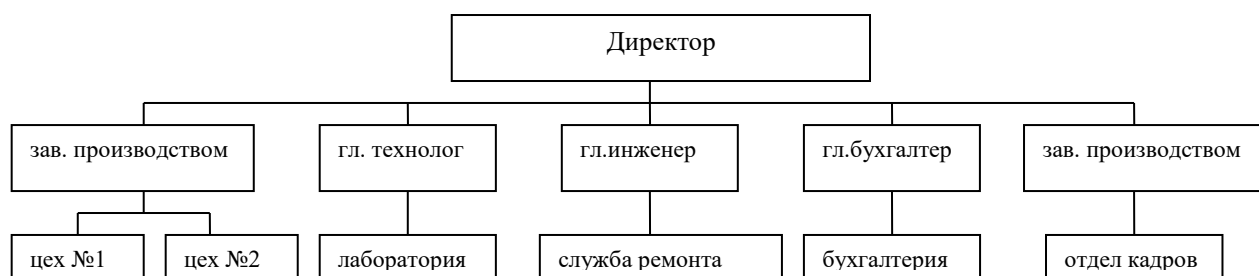 Директор
зав. производством
гл. технолог
гл.инженер
гл.бухгалтер
зав. производством
цех №1
цех №2
лаборатория
служба ремонта
бухгалтерия
отдел кадров